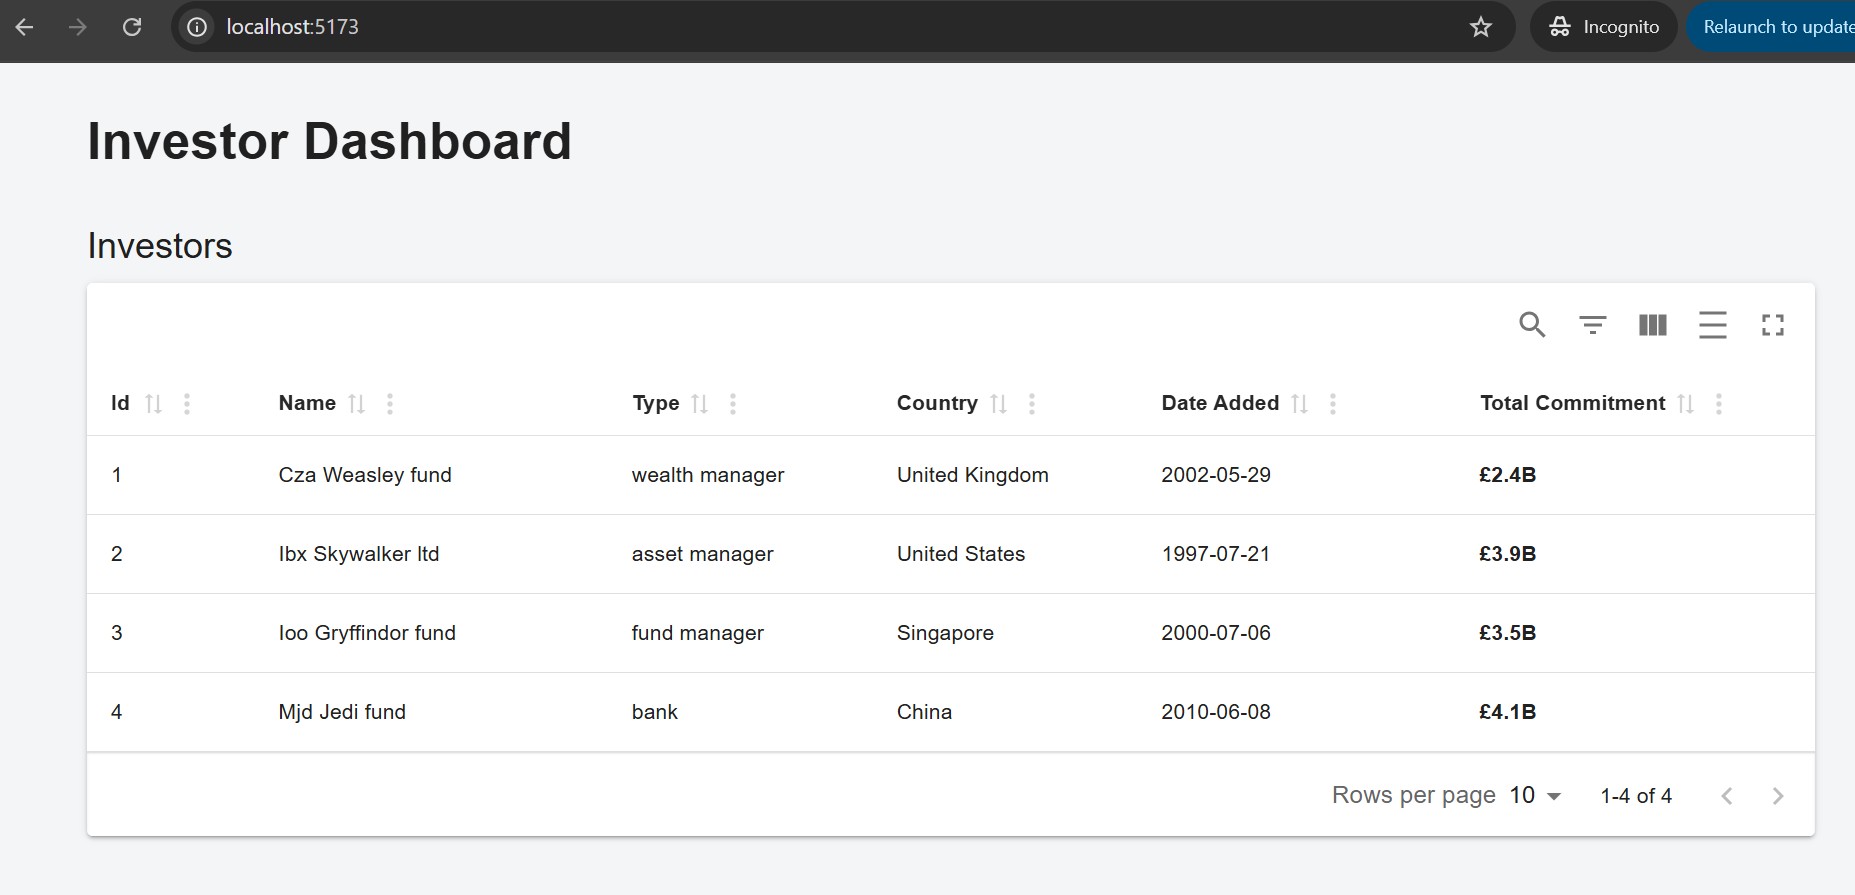 localhost:5173 Incognito Relaunch to update
Investor Dashboard
Investors
Id Name Type Country Date Added Total Commitment
1 Cza Weasley fund wealth manager United Kingdom 2002-05-29 £2.4B
2 Ibx Skywalker ltd asset manager United States 1997-07-21 £3.9B
3 Ioo Gryffindor fund fund manager Singapore 2000-07-06 £3.5B
4 Mjd Jedi fund bank China 2010-06-08 £4.1B
Rows per page 10 1-4 of 4